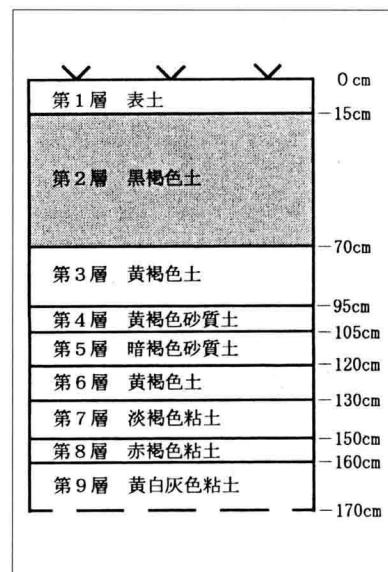 0cm
第1層 表土
-15cm
第2層 黒褐色土
-70cm
第3層 黄褐色土
-95cm
第4層 黄褐色砂質土
-105cm
第5層 暗褐色砂質土
-120cm
第6層 黄褐色土
-130cm
第7層 淡褐色粘土
-150cm
第8層 赤褐色粘土
-160cm
第9層 黄白灰色粘土
-170cm